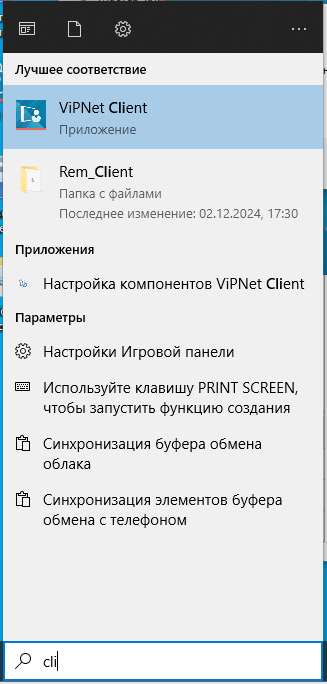 Лучшее соответствие
ViPNet Client
Приложение
Rem_Client
Папка с файлами
Последнее изменение: 02.12.2024, 17:30
Приложения
Настройка компонентов ViPNet Client
Параметры
Настройки Игровой панели
Используйте клавишу PRINT SCREEN,
чтобы запустить функцию создания
Синхронизация буфера обмена
облака
Синхронизация элементов буфера
обмена с телефоном
cli